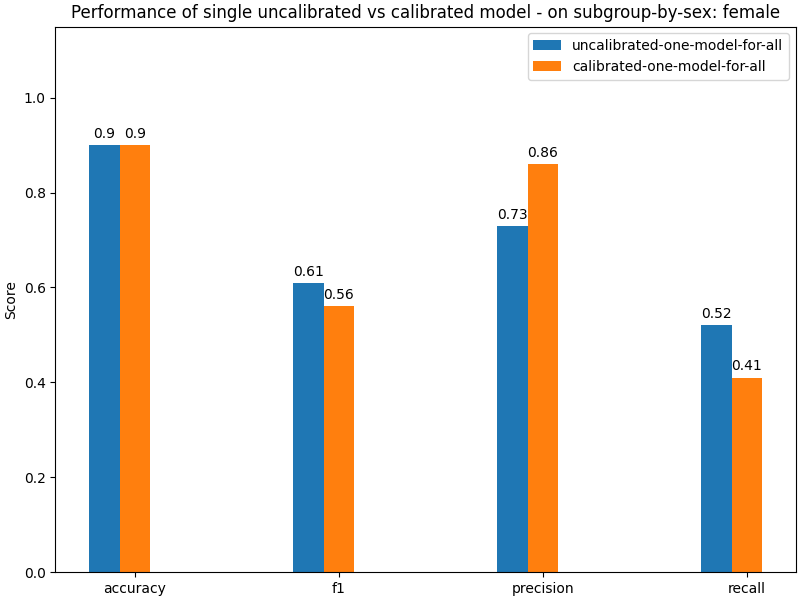 Performance of single uncalibrated vs calibrated model - on subgroup-by-sex: female
uncalibrated-one-model-for-all
calibrated-one-model-for-all
Score
1.0
0.8
0.6
0.4
0.2
0.0
0.9
0.9
0.61
0.56
0.73
0.86
0.52
0.41
accuracy
f1
precision
recall